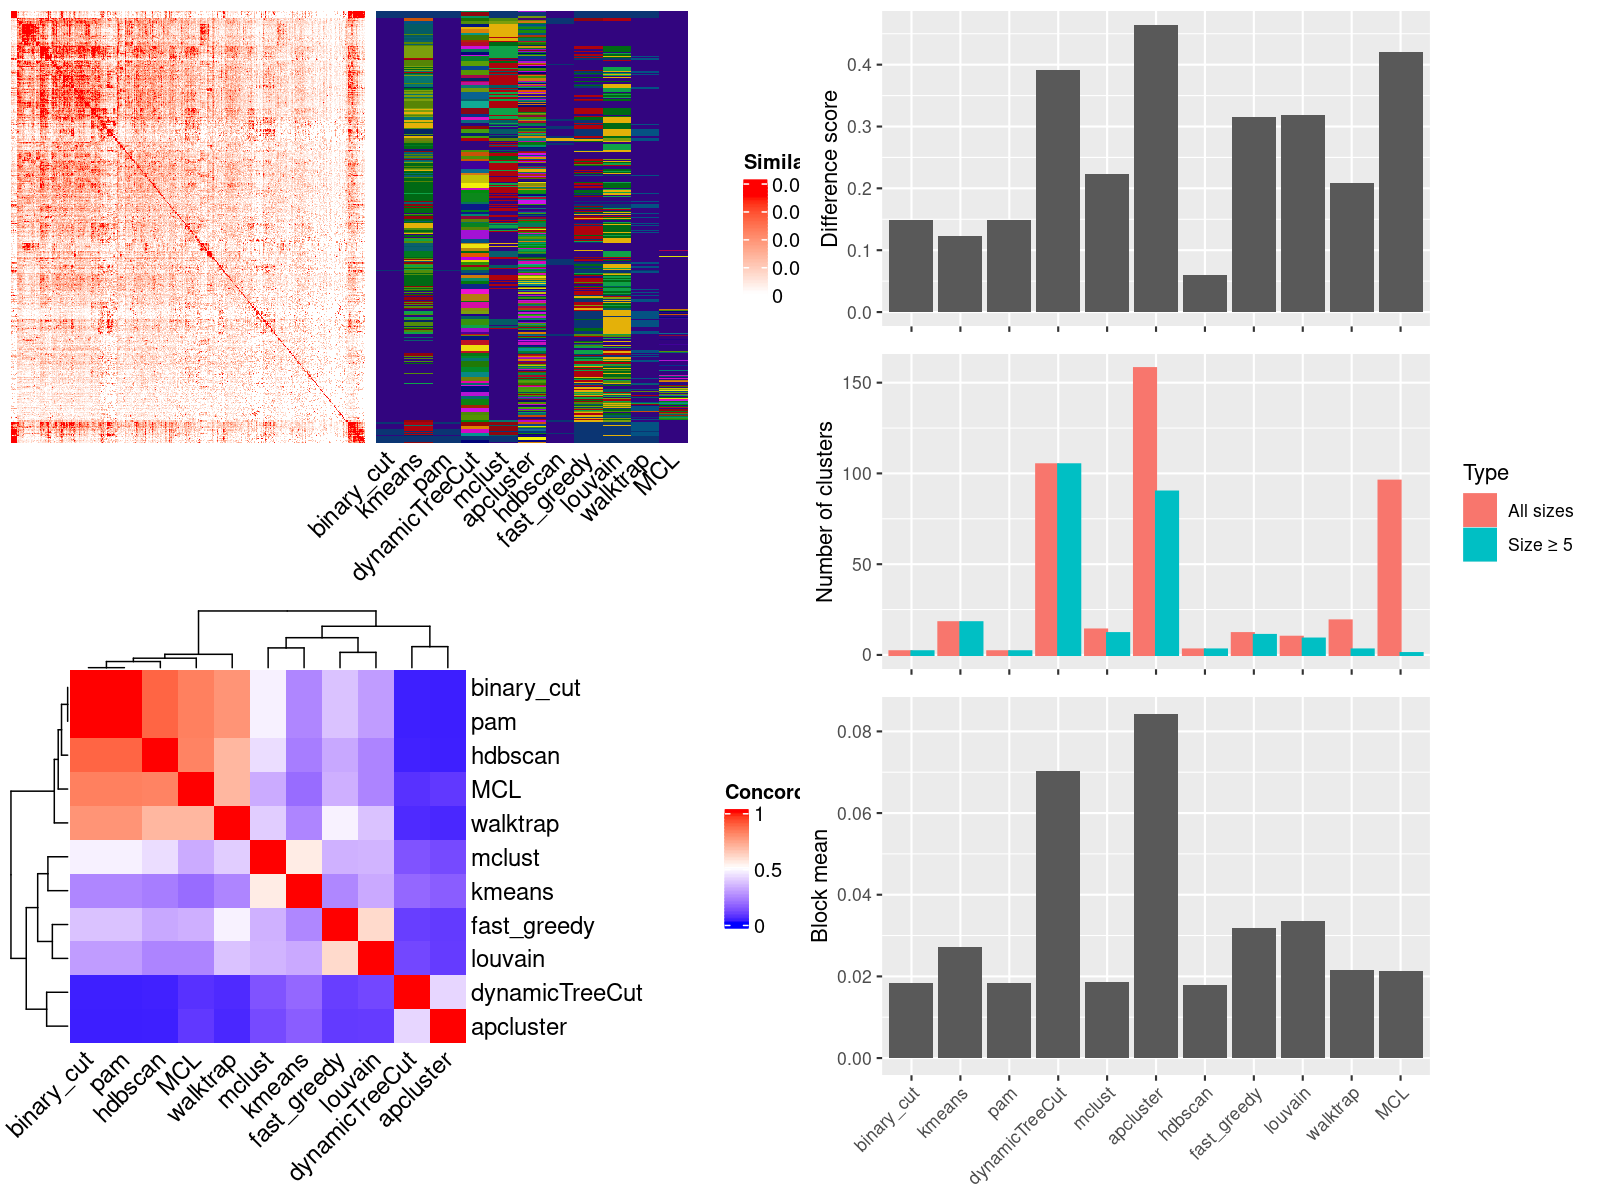 Simila
0.0
0.0
0.0
0.0
0
binary_cut
kmeans
pam
dynamicTreeCut
mclust
apcluster
hdbscan
fast_greedy
louvain
walktrap
MCL
binary_cut
pam
hdbscan
MCL
walktrap
mclust
kmeans
fast_greedy
louvain
dynamicTreeCut
apcluster
binary_cut
pam
hdbscan
MCL
walktrap
mclust
kmeans
fast_greedy
louvain
dynamicTreeCut
apcluster
Concord
1
0.5
0
Difference score
0.4
0.3
0.2
0.1
0.0
Number of clusters
150
100
50
0
Type
All sizes
Size ≥ 5
Block mean
0.08
0.06
0.04
0.02
0.00
binary_cut
kmeans
pam
dynamicTreeCut
mclust
apcluster
hdbscan
fast_greedy
louvain
walktrap
MCL